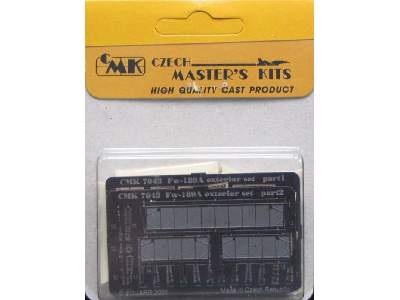 CMK
CZECH
MASTER'S KITS
HIGH QUALITY CAST PRODUCT
CMK 7043 Fw-189A exterior set part1
CMK 7043 Fw-189A exterior set part2
Made in Czech Republic